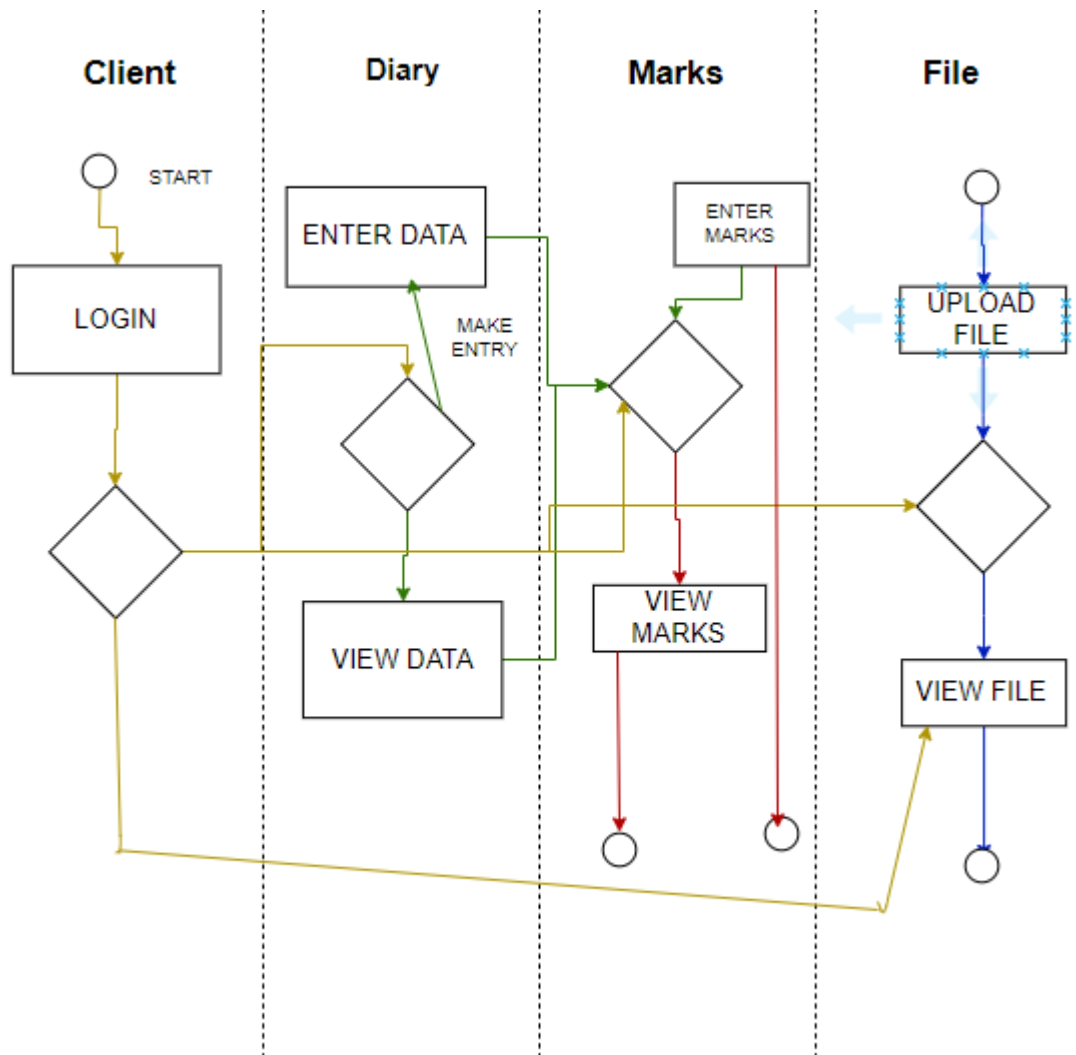 Client
Diary
Marks
File
START
LOGIN
ENTER DATA
MAKE
ENTRY
VIEW DATA
ENTER
MARKS
VIEW
MARKS
UPLOAD
FILE
VIEW FILE